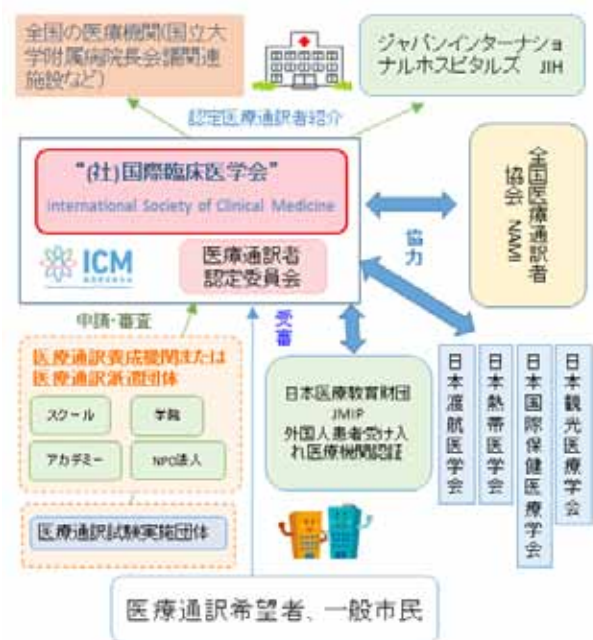 全国の医療機関(国立大
学附属病院長会議関連
施設など)
ジャパンインターナショ
ナルホスピタルズ JIH
認定医療通訳者紹介
“(社)国際臨床医学会”
International Society of Clinical Medicine
ICM
医療通訳者
認定委員会
全国医療通訳者
協会 NAMI
協力
申請・審査
受審
医療通訳養成機関または
医療通訳派遣団体
スクール
学院
アカデミー
NPO法人
医療通訳試験実施団体
日本医療教育財団
JMIP
外国人患者受け入
れ医療機関認証
日本渡航医学会
日本熱帯医学会
日本国際保健医療学会
日本観光医療学会
医療通訳希望者、一般市民